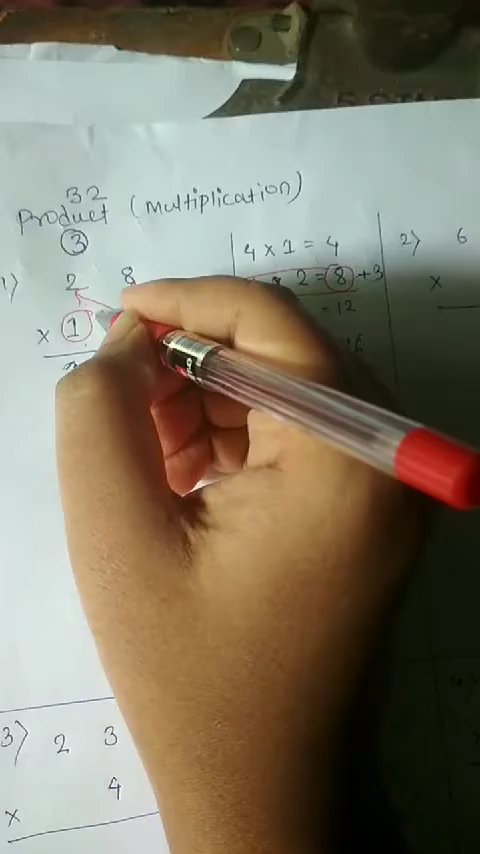 32
Product (Multiplication)
3
1) 2 8
× 1
4 × 1 = 4
2 = 8 +3
= 12
2) 6
×
3) 2 3
× 4